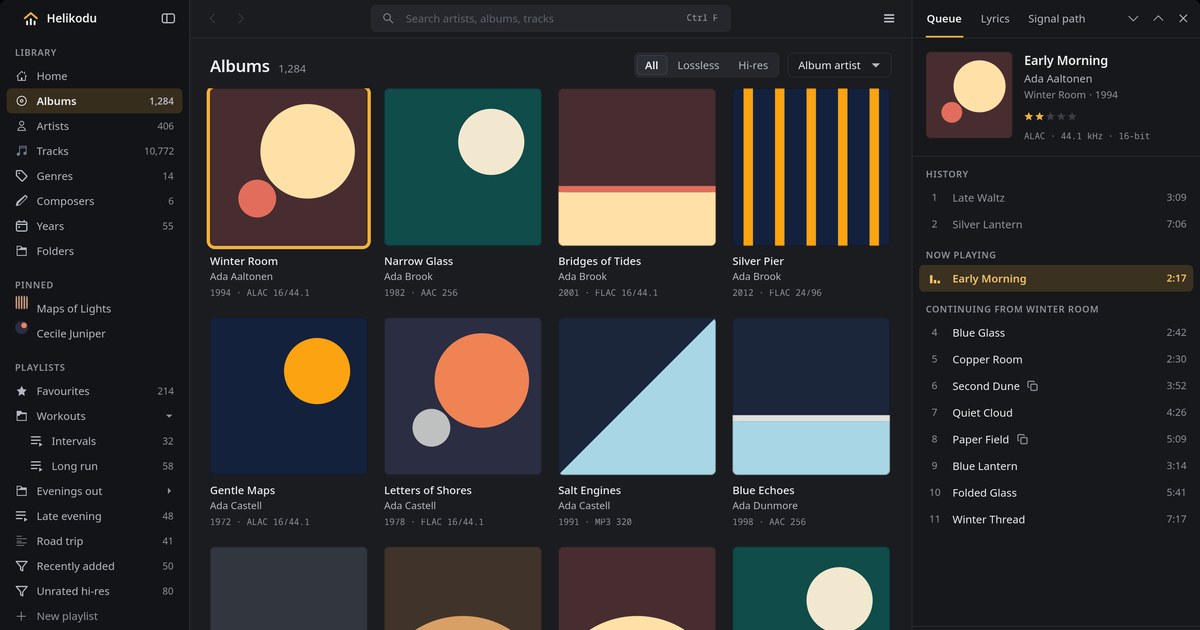 Helikodu
LIBRARY
Home
Albums 1,284
Artists 406
Tracks 10,772
Genres 14
Composers 6
Years 55
Folders
PINNED
Maps of Lights
Cecile Juniper
PLAYLISTS
Favourites 214
Workouts
Intervals 32
Long run 58
Evenings out
Late evening 48
Road trip 41
Recently added 50
Unrated hi-res 80
New playlist
Search artists, albums, tracks Ctrl F
Albums 1,284
All Lossless Hi-res Album artist
Winter Room
Ada Aaltonen
1994 · ALAC 16/44.1
Narrow Glass
Ada Brook
1982 · AAC 256
Bridges of Tides
Ada Brook
2001 · FLAC 16/44.1
Silver Pier
Ada Brook
2012 · FLAC 24/96
Gentle Maps
Ada Castell
1972 · ALAC 16/44.1
Letters of Shores
Ada Castell
1978 · FLAC 16/44.1
Salt Engines
Ada Castell
1991 · MP3 320
Blue Echoes
Ada Dunmore
1998 · AAC 256
Queue Lyrics Signal path
Early Morning
Ada Aaltonen
Winter Room · 1994
ALAC · 44.1 kHz · 16-bit
HISTORY
1 Late Waltz 3:09
2 Silver Lantern 7:06
NOW PLAYING
Early Morning 2:17
CONTINUING FROM WINTER ROOM
4 Blue Glass 2:42
5 Copper Room 2:30
6 Second Dune 3:52
7 Quiet Cloud 4:26
8 Paper Field 5:09
9 Blue Lantern 3:14
10 Folded Glass 5:41
11 Winter Thread 7:17